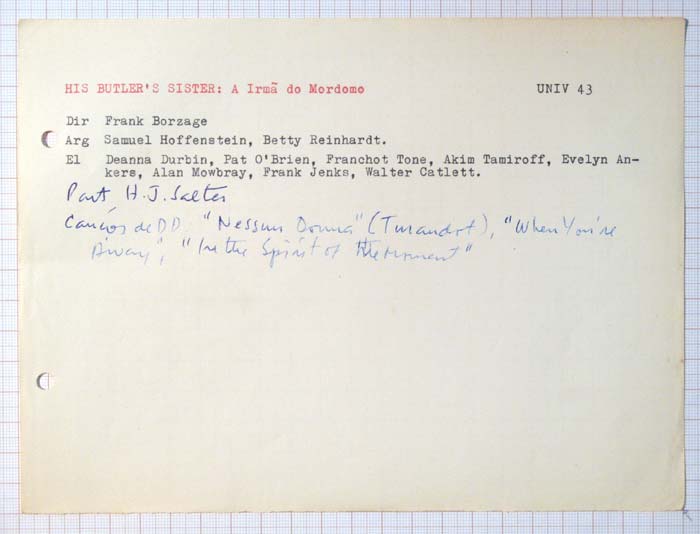 HIS BUTLER'S SISTER: A Irmã do Mordomo UNIV 43
Dir Frank Borzage
Arg Samuel Hoffenstein, Betty Reinhardt.
El Deanna Durbin, Pat O'Brien, Franchot Tone, Akim Tamiroff, Evelyn An-
kers, Alan Mowbray, Frank Jenks, Walter Catlett.
Part H. J. Salter
de DD, "Nessun Dorma" (Turandot), "When You're
Away", "In the Spirit of the Moment"